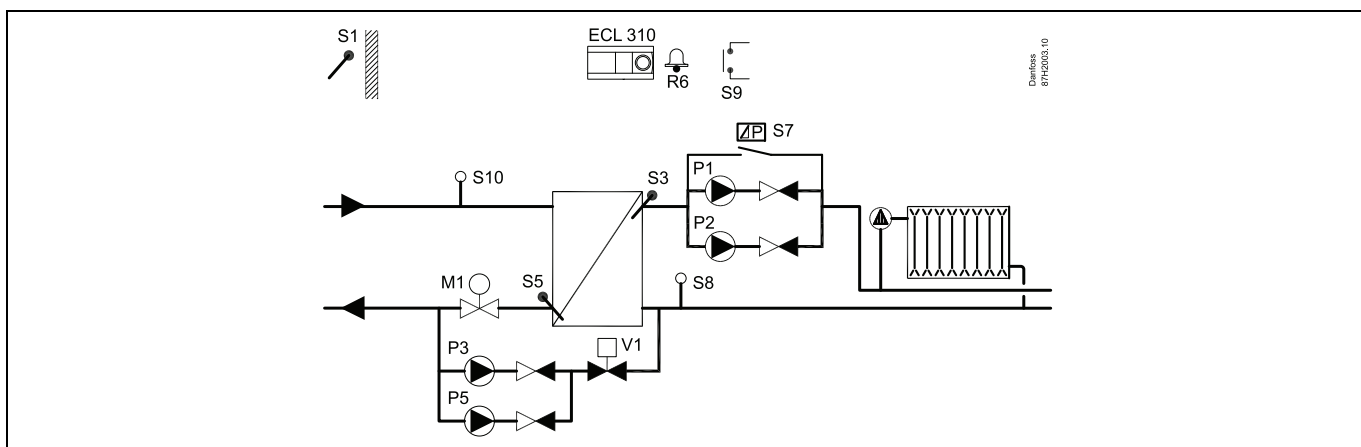 S1
ECL 310
R6
S9
Danfoss
87H2003.10
⊿P S7
P1
S10
S3
P2
M1
S5
S8
P3
V1
P5